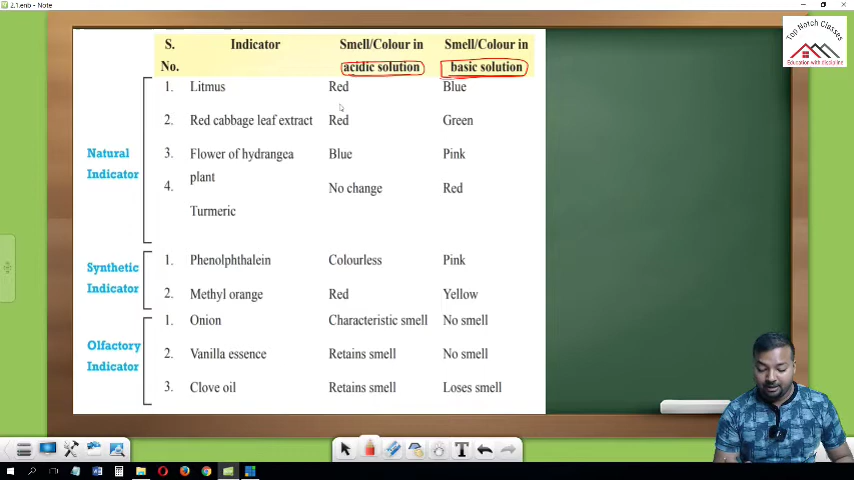 2.1.enb - Note
Top Notch Classes
Education with discipline
S. No. Indicator Smell/Colour in acidic solution Smell/Colour in basic solution
Natural Indicator
1. Litmus Red Blue
2. Red cabbage leaf extract Red Green
3. Flower of hydrangea plant Blue Pink
4. Turmeric No change Red
Synthetic Indicator
1. Phenolphthalein Colourless Pink
2. Methyl orange Red Yellow
Olfactory Indicator
1. Onion Characteristic smell No smell
2. Vanilla essence Retains smell No smell
3. Clove oil Retains smell Loses smell